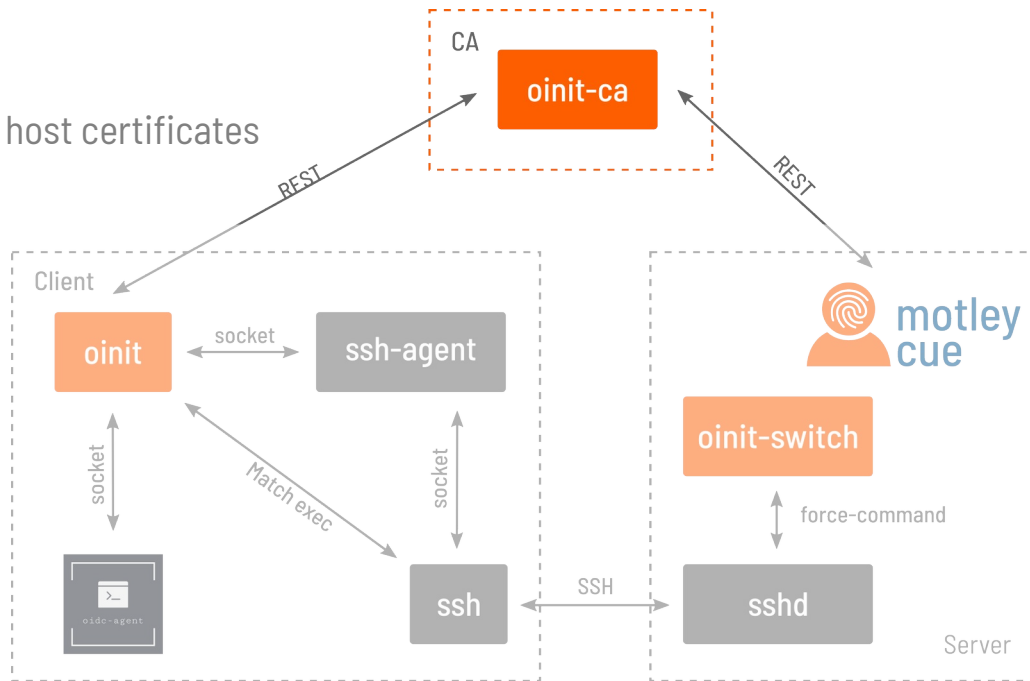 CA
oinit-ca
host certificates
REST
REST
Client
oinit
socket
ssh-agent
motley
cue
oinit-switch
socket
Match exec
socket
force-command
>_
oidc-agent
ssh
SSH
sshd
Server